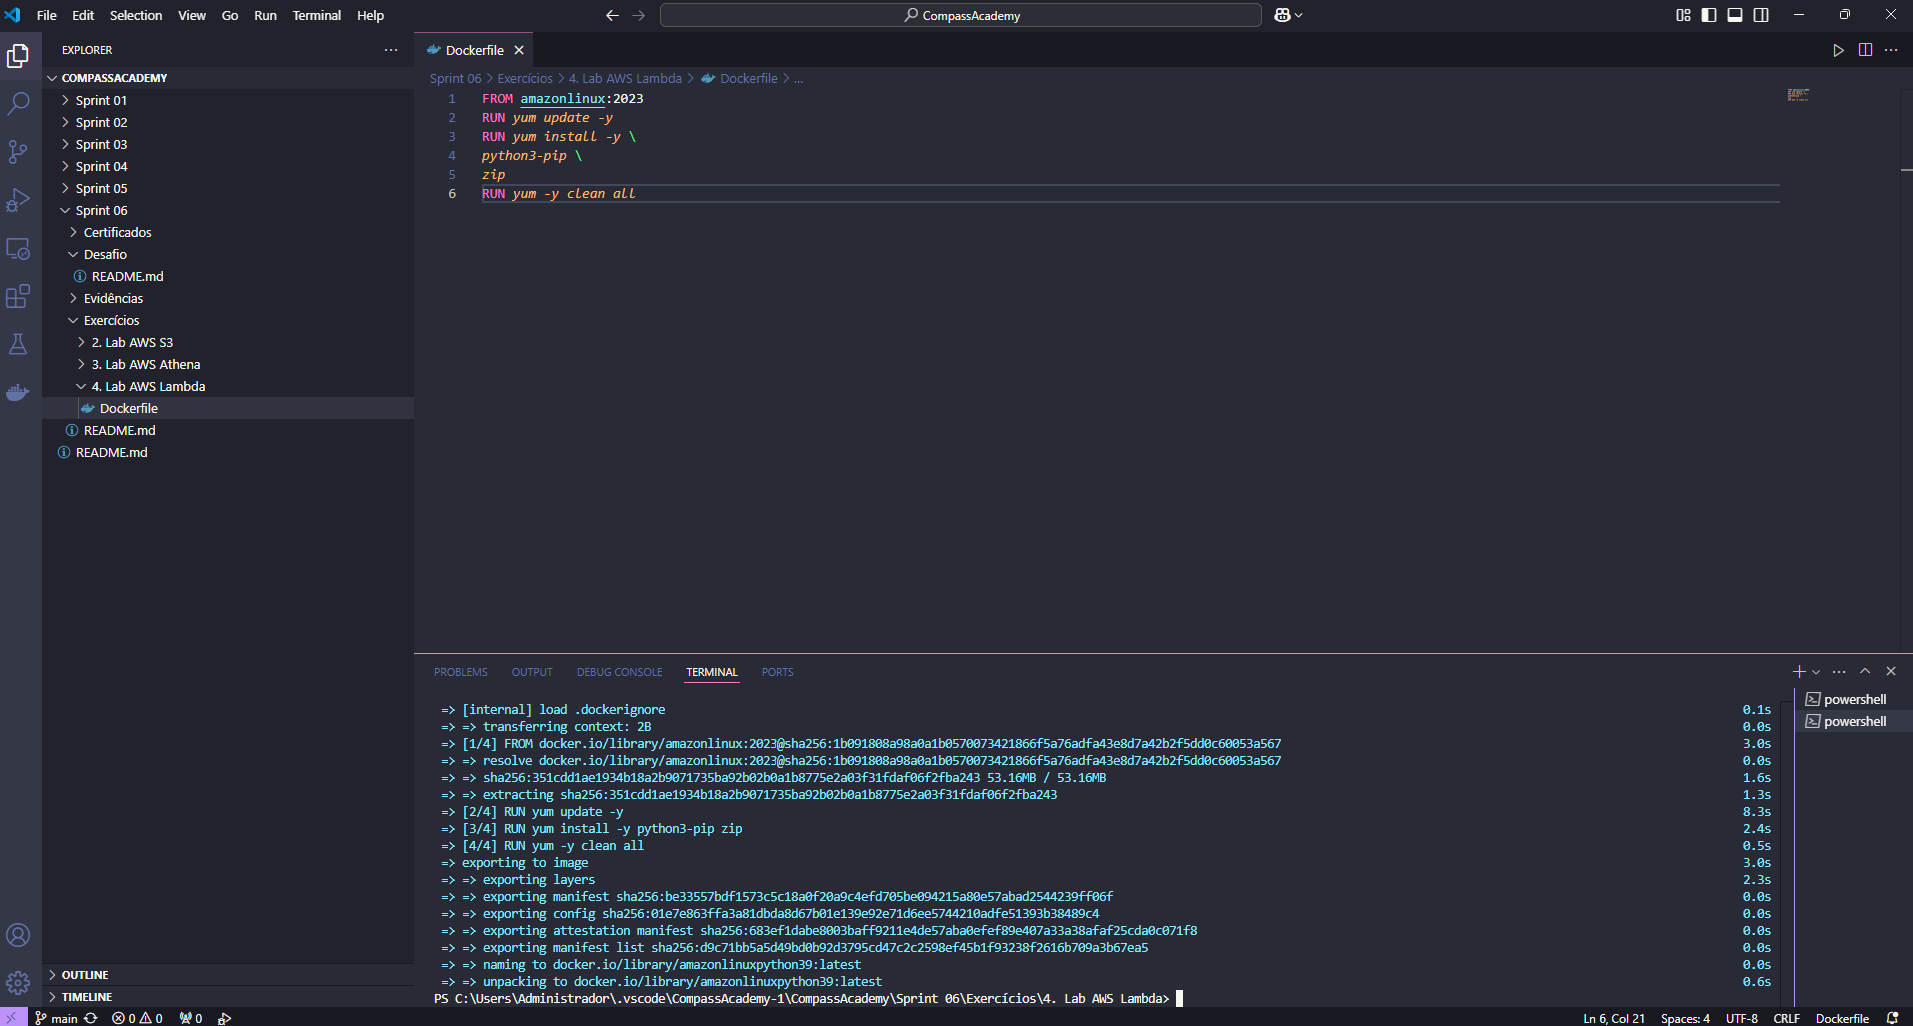 File Edit Selection View Go Run Terminal Help
CompassAcademy
EXPLORER
COMPASSACADEMY
Sprint 01
Sprint 02
Sprint 03
Sprint 04
Sprint 05
Sprint 06
Certificados
Desafio
README.md
Evidências
Exercícios
2. Lab AWS S3
3. Lab AWS Athena
4. Lab AWS Lambda
Dockerfile
README.md
README.md
OUTLINE
TIMELINE
Dockerfile
Sprint 06 > Exercícios > 4. Lab AWS Lambda > Dockerfile > ...
1 FROM amazonlinux:2023
2 RUN yum update -y
3 RUN yum install -y \
4 python3-pip \
5 zip
6 RUN yum -y clean all
PROBLEMS OUTPUT DEBUG CONSOLE TERMINAL PORTS
powershell
powershell
=> [internal] load .dockerignore 0.1s
=> => transferring context: 2B 0.0s
=> [1/4] FROM docker.io/library/amazonlinux:2023@sha256:1b091808a98a0a1b0570073421866f5a76adfa43e8d7a42b2f5dd0c60053a567 3.0s
=> => resolve docker.io/library/amazonlinux:2023@sha256:1b091808a98a0a1b0570073421866f5a76adfa43e8d7a42b2f5dd0c60053a567 0.0s
=> => sha256:351cdd1ae1934b18a2b9071735ba92b02b0a1b8775e2a03f31fdaf06f2fba243 53.16MB / 53.16MB 1.6s
=> => extracting sha256:351cdd1ae1934b18a2b9071735ba92b02b0a1b8775e2a03f31fdaf06f2fba243 1.3s
=> [2/4] RUN yum update -y 8.3s
=> [3/4] RUN yum install -y python3-pip zip 2.4s
=> [4/4] RUN yum -y clean all 0.5s
=> exporting to image 3.0s
=> => exporting layers 2.3s
=> => exporting manifest sha256:be33557bdf1573c5c18a0f20a9c4efd705be094215a80e57abad2544239ff06f 0.0s
=> => exporting config sha256:01e7e863ffa3a81dbda8d67b01e139e92e71d6ee5744210adfe51393b38489c4 0.0s
=> => exporting attestation manifest sha256:683ef1dabe8003baff9211e4de57aba0efef89e407a33a38afaf25cda0c071f8 0.0s
=> => exporting manifest list sha256:d9c71bb5a5d49bd0b92d3795cd47c2c2598ef45b1f93238f2616b709a3b67ea5 0.0s
=> => naming to docker.io/library/amazonlinuxpython39:latest 0.0s
=> => unpacking to docker.io/library/amazonlinuxpython39:latest 0.6s
PS C:\Users\Administrador\.vscode\CompassAcademy-1\CompassAcademy\Sprint 06\Exercícios\4. Lab AWS Lambda>
main 0 0 0 Ln 6, Col 21 Spaces: 4 UTF-8 CRLF Dockerfile